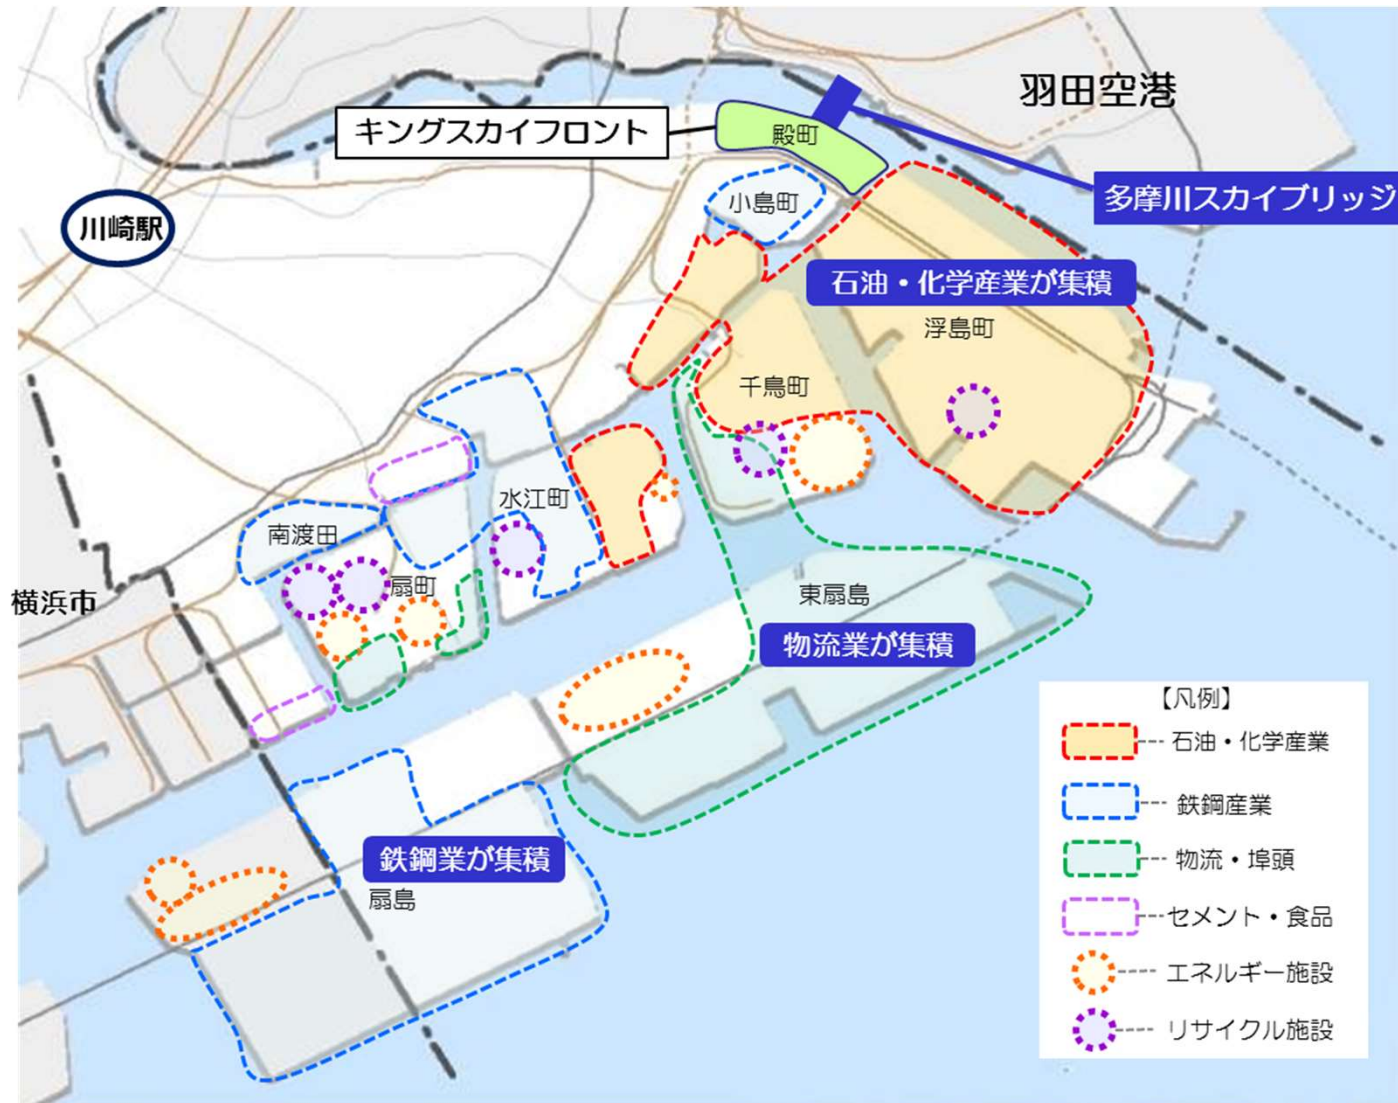 羽田空港
キングスカイフロント
殿町
多摩川スカイブリッジ
小島町
川崎駅
石油・化学産業が集積
浮島町
千鳥町
水江町
南渡田
扇町
横浜市
東扇島
物流業が集積
鉄鋼業が集積
扇島
【凡例】
石油・化学産業
鉄鋼産業
物流・埠頭
セメント・食品
エネルギー施設
リサイクル施設